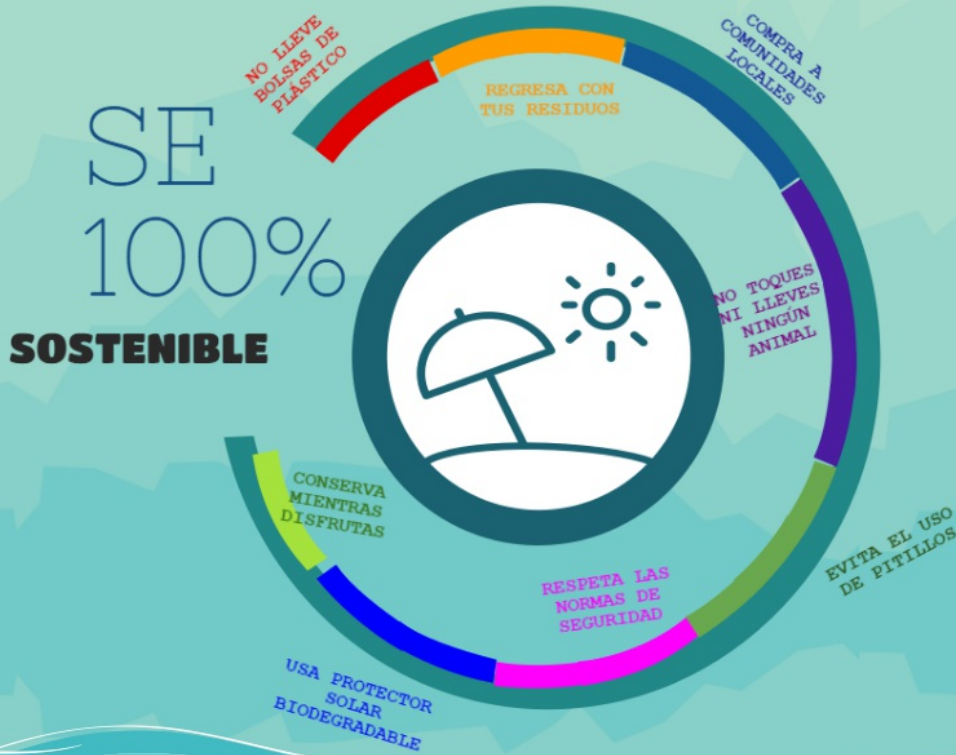 SE
100%
SOSTENIBLE
NO LLEVE
BOLSAS DE
PLÁSTICO
REGRESA CON
TUS RESIDUOS
COMPRA A
COMUNIDADES
LOCALES
NO TOQUES
NI LLEVES
NINGÚN
ANIMAL
EVITA EL USO
DE PITILLOS
RESPETA LAS
NORMAS DE
SEGURIDAD
USA PROTECTOR
SOLAR
BIODEGRADABLE
CONSERVA
MIENTRAS
DISFRUTAS